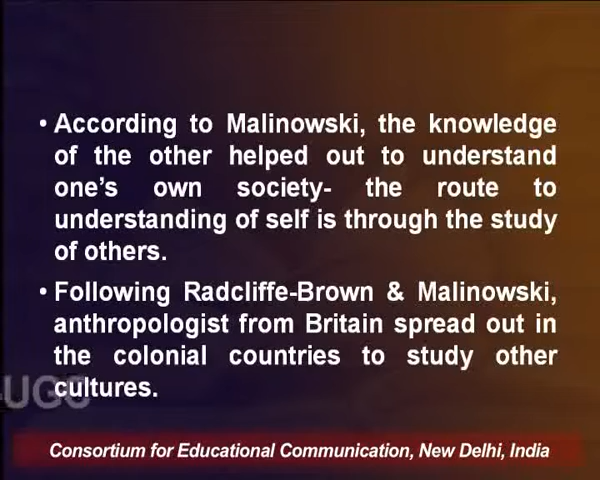 • According to Malinowski, the knowledge
of the other helped out to understand
one's own society- the route to
understanding of self is through the study
of others.
• Following Radcliffe-Brown & Malinowski,
anthropologist from Britain spread out in
the colonial countries to study other
cultures.
Consortium for Educational Communication, New Delhi, India